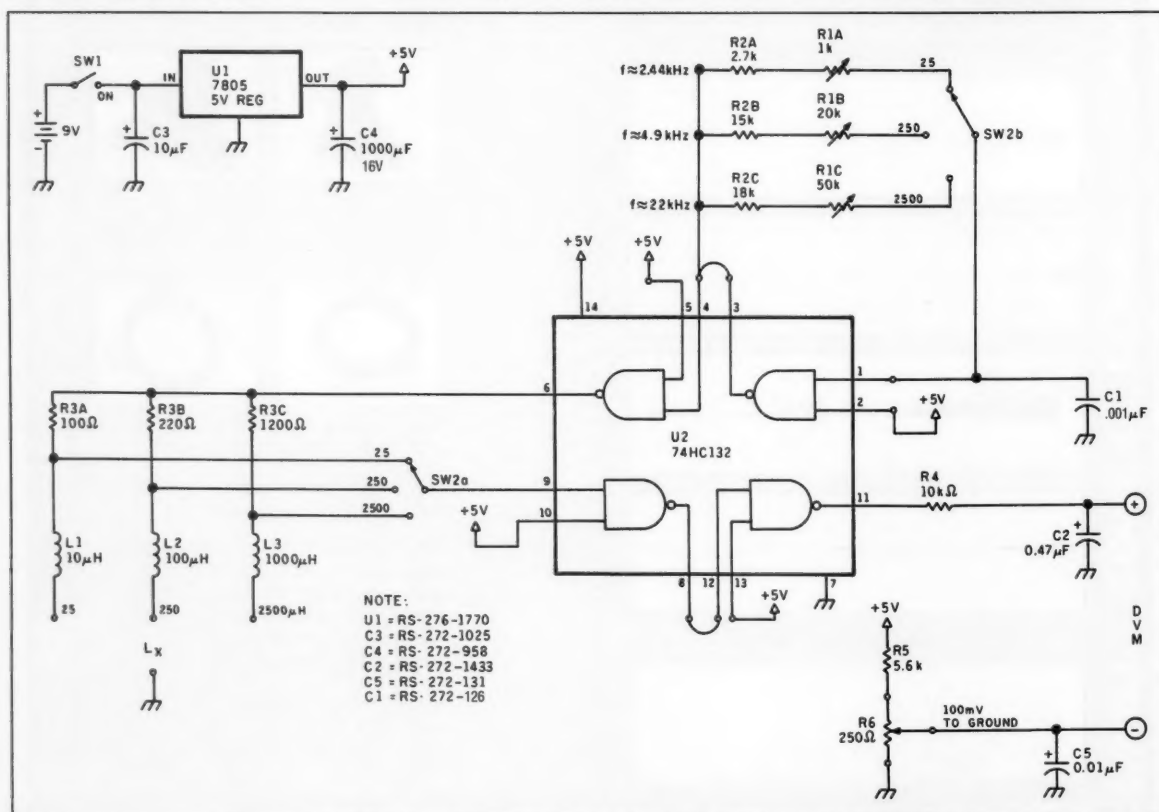 SW1
ON
9V
C3
10μF
IN
U1
7805
5V REG
OUT
+5V
C4
1000μF
16V
f≈2.44kHz
R2A
2.7k
R1A
1k
25
f≈4.9kHz
R2B
15k
R1B
20k
250
SW2b
f≈22kHz
R2C
18k
R1C
50k
2500
+5V
+5V
14
5
4
3
6
1
2
+5V
C1
.001μF
U2
74HC132
R3A
100Ω
R3B
220Ω
R3C
1200Ω
25
250
2500
SW2a
9
10
+5V
11
R4
10kΩ
+
C2
0.47μF
L1
10μH
L2
100μH
L3
1000μH
25
250
2500μH
Lx
8
12
13
7
+5V
NOTE:
U1 = RS-276-1770
C3 = RS-272-1025
C4 = RS-272-958
C2 = RS-272-1433
C5 = RS-272-131
C1 = RS-272-126
+5V
R5
5.6k
R6
250Ω
100mV
TO GROUND
C5
0.01μF
DVM
−